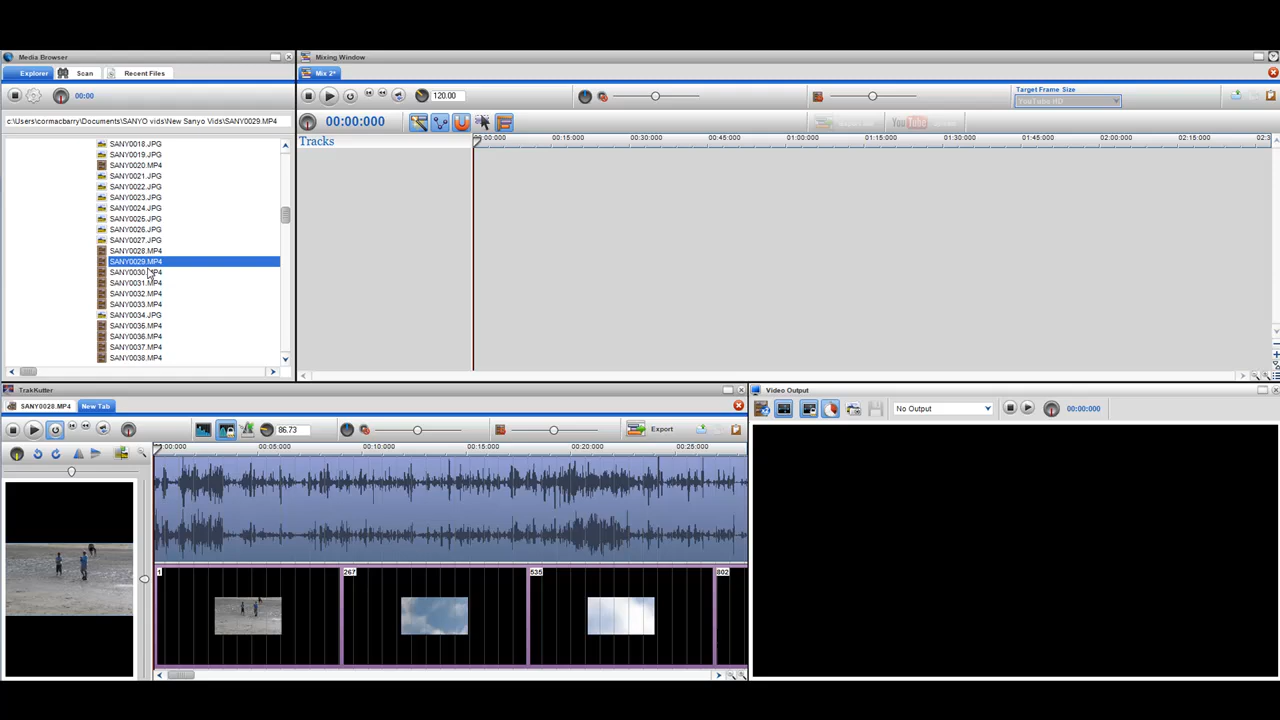 Media Browser
Explorer Scan Recent Files
00:00
c:\Users\cormacbarry\Documents\SANYO vids\New Sanyo Vids\SANY0029.MP4
SANY0018.JPG
SANY0019.JPG
SANY0020.MP4
SANY0021.JPG
SANY0022.JPG
SANY0023.JPG
SANY0024.JPG
SANY0025.JPG
SANY0026.JPG
SANY0027.JPG
SANY0028.MP4
SANY0029.MP4
SANY0030.MP4
SANY0031.MP4
SANY0032.MP4
SANY0033.MP4
SANY0034.JPG
SANY0035.MP4
SANY0036.MP4
SANY0037.MP4
SANY0038.MP4
Mixing Window
Mix 2*
120.00
Target Frame Size
YouTube HD
00:00:000
YouTube
Tracks
00:00:000 00:15:000 00:30:000 00:45:000 01:00:000 01:15:000 01:30:000 01:45:000 02:00:000 02:15:000
TrakKutter
SANY0028.MP4 New Tab
86.73
Export
00:00:000 00:05:000 00:10:000 00:15:000 00:20:000 00:25:000
1 267 535 802
Video Output
No Output
00:00:000